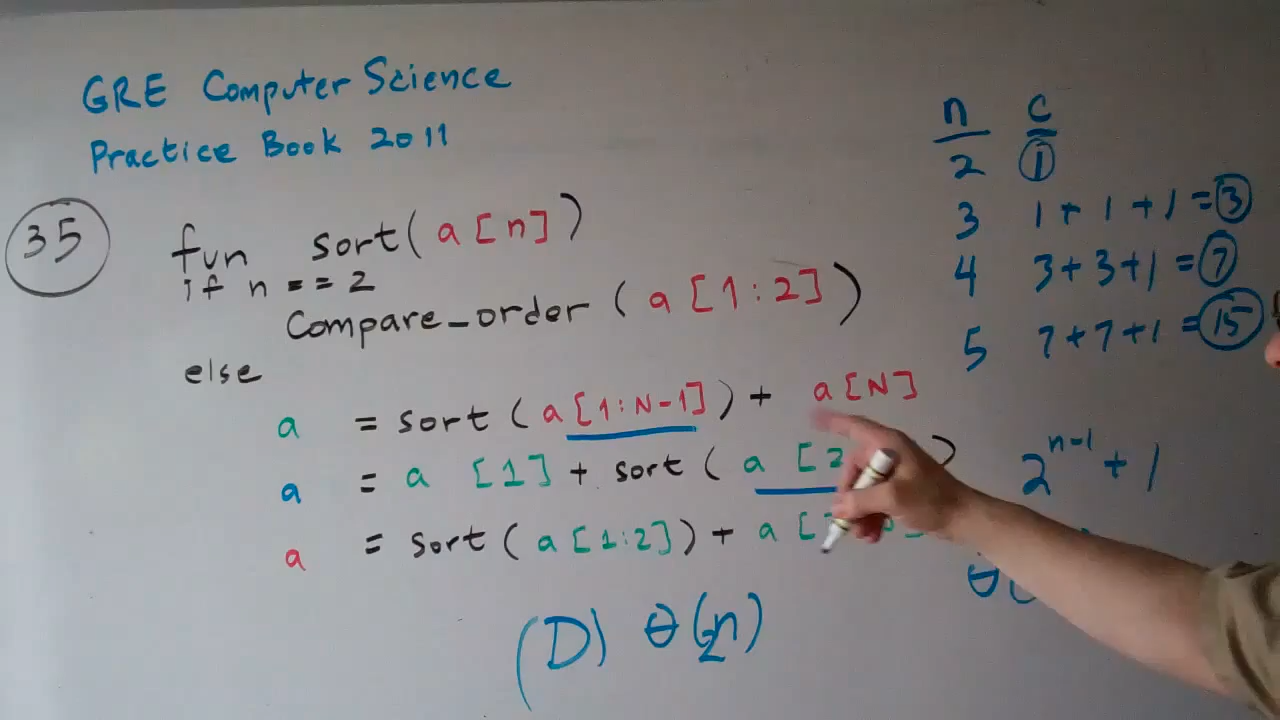 GRE Computer Science
Practice Book 2011
35
fun sort(a[n])
if n == 2
Compare_order (a[1:2])
else
a = sort (a[1:N-1]) + a[N]
a = a [1] + sort (a [2 )
a = sort (a[1:2]) + a [
(D) θ(2n)
n c
2 1
3 1+1+1=3
4 3+3+1=7
5 7+7+1=15
2^n-1 + 1
θ(